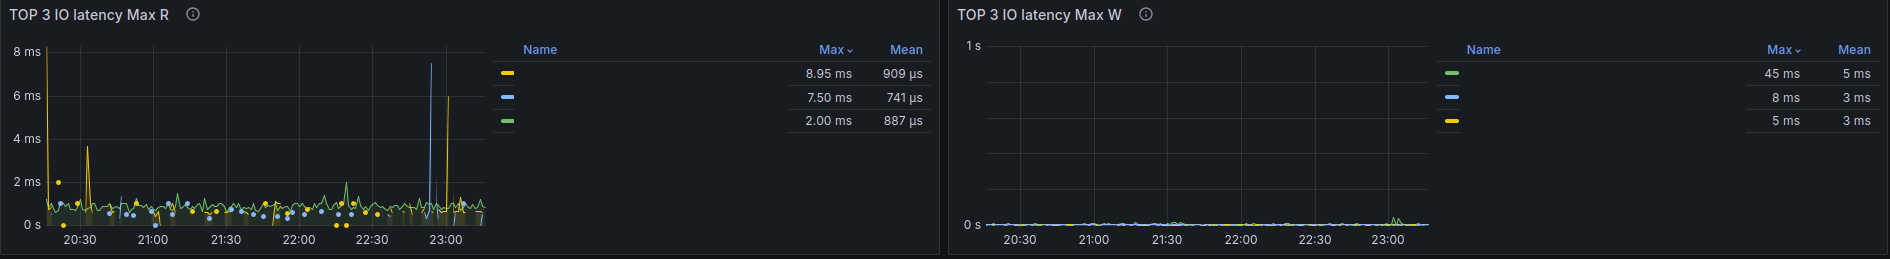 TOP 3 IO latency Max R
8 ms
6 ms
4 ms
2 ms
0 s
20:30 21:00 21:30 22:00 22:30 23:00
Name Max Mean
8.95 ms 909 µs
7.50 ms 741 µs
2.00 ms 887 µs
TOP 3 IO latency Max W
1 s
0 s
20:30 21:00 21:30 22:00 22:30 23:00
Name Max Mean
45 ms 5 ms
8 ms 3 ms
5 ms 3 ms